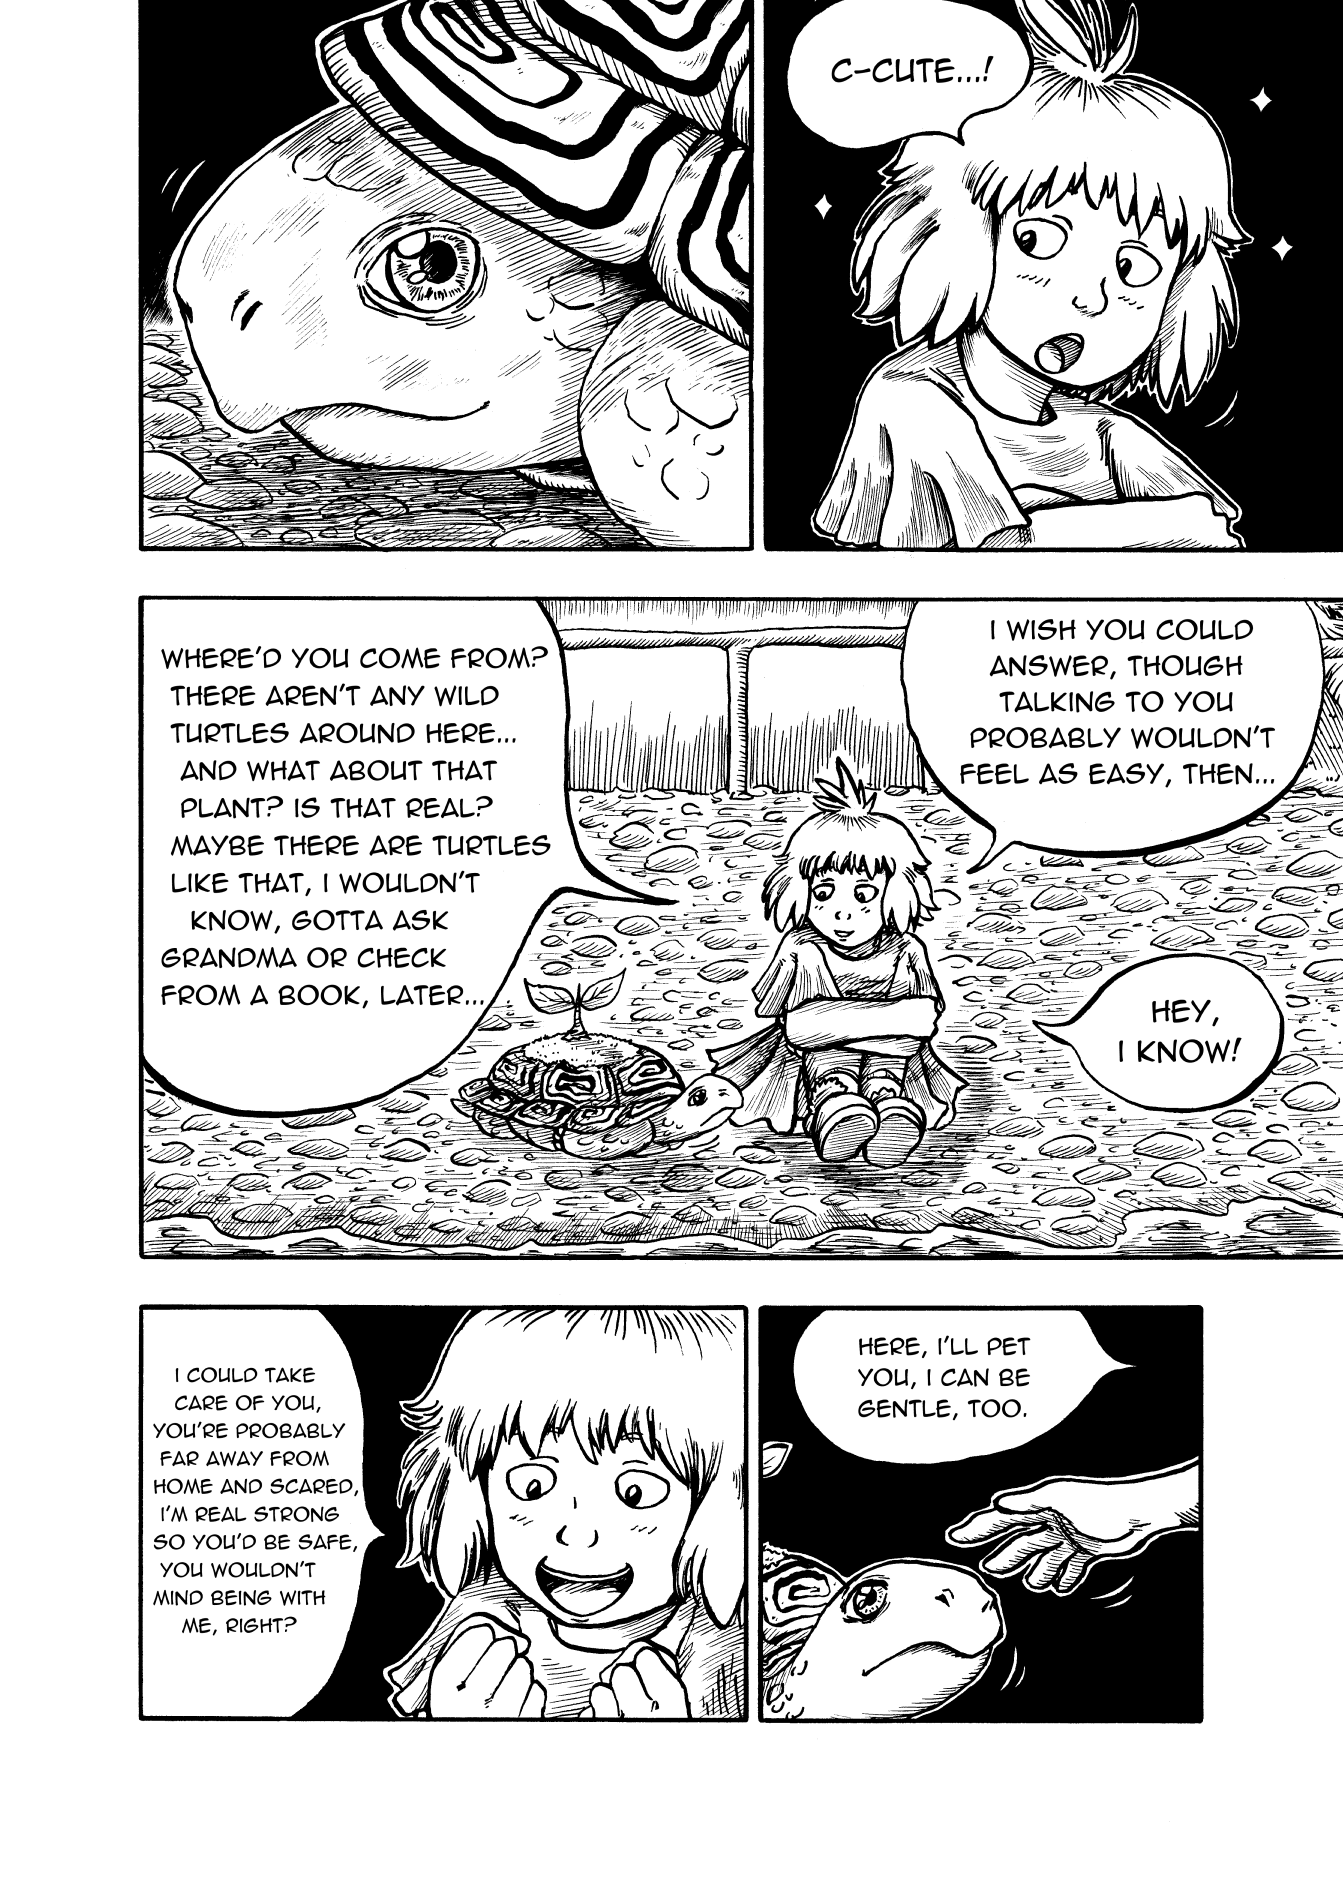 C-CUTE...!
WHERE'D YOU COME FROM?
THERE AREN'T ANY WILD
TURTLES AROUND HERE...
AND WHAT ABOUT THAT
PLANT? IS THAT REAL?
MAYBE THERE ARE TURTLES
LIKE THAT, I WOULDN'T
KNOW, GOTTA ASK
GRANDMA OR CHECK
FROM A BOOK, LATER...
I WISH YOU COULD
ANSWER, THOUGH
TALKING TO YOU
PROBABLY WOULDN'T
FEEL AS EASY, THEN...
HEY,
I KNOW!
I COULD TAKE
CARE OF YOU,
YOU'RE PROBABLY
FAR AWAY FROM
HOME AND SCARED,
I'M REAL STRONG
SO YOU'D BE SAFE,
YOU WOULDN'T
MIND BEING WITH
ME, RIGHT?
HERE, I'LL PET
YOU, I CAN BE
GENTLE, TOO.